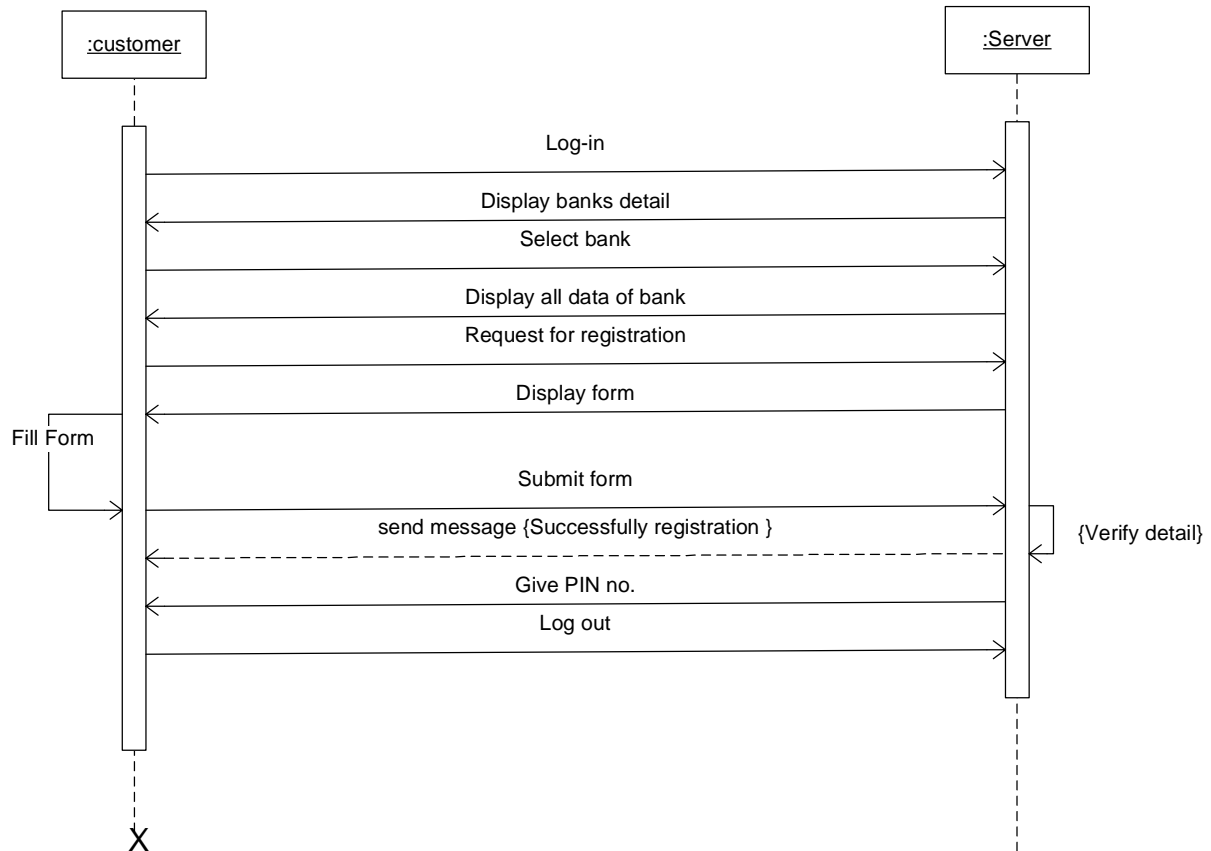 :customer
:Server
Log-in
Display banks detail
Select bank
Display all data of bank
Request for registration
Display form
Fill Form
Submit form
send message {Successfully registration }
{Verify detail}
Give PIN no.
Log out
X